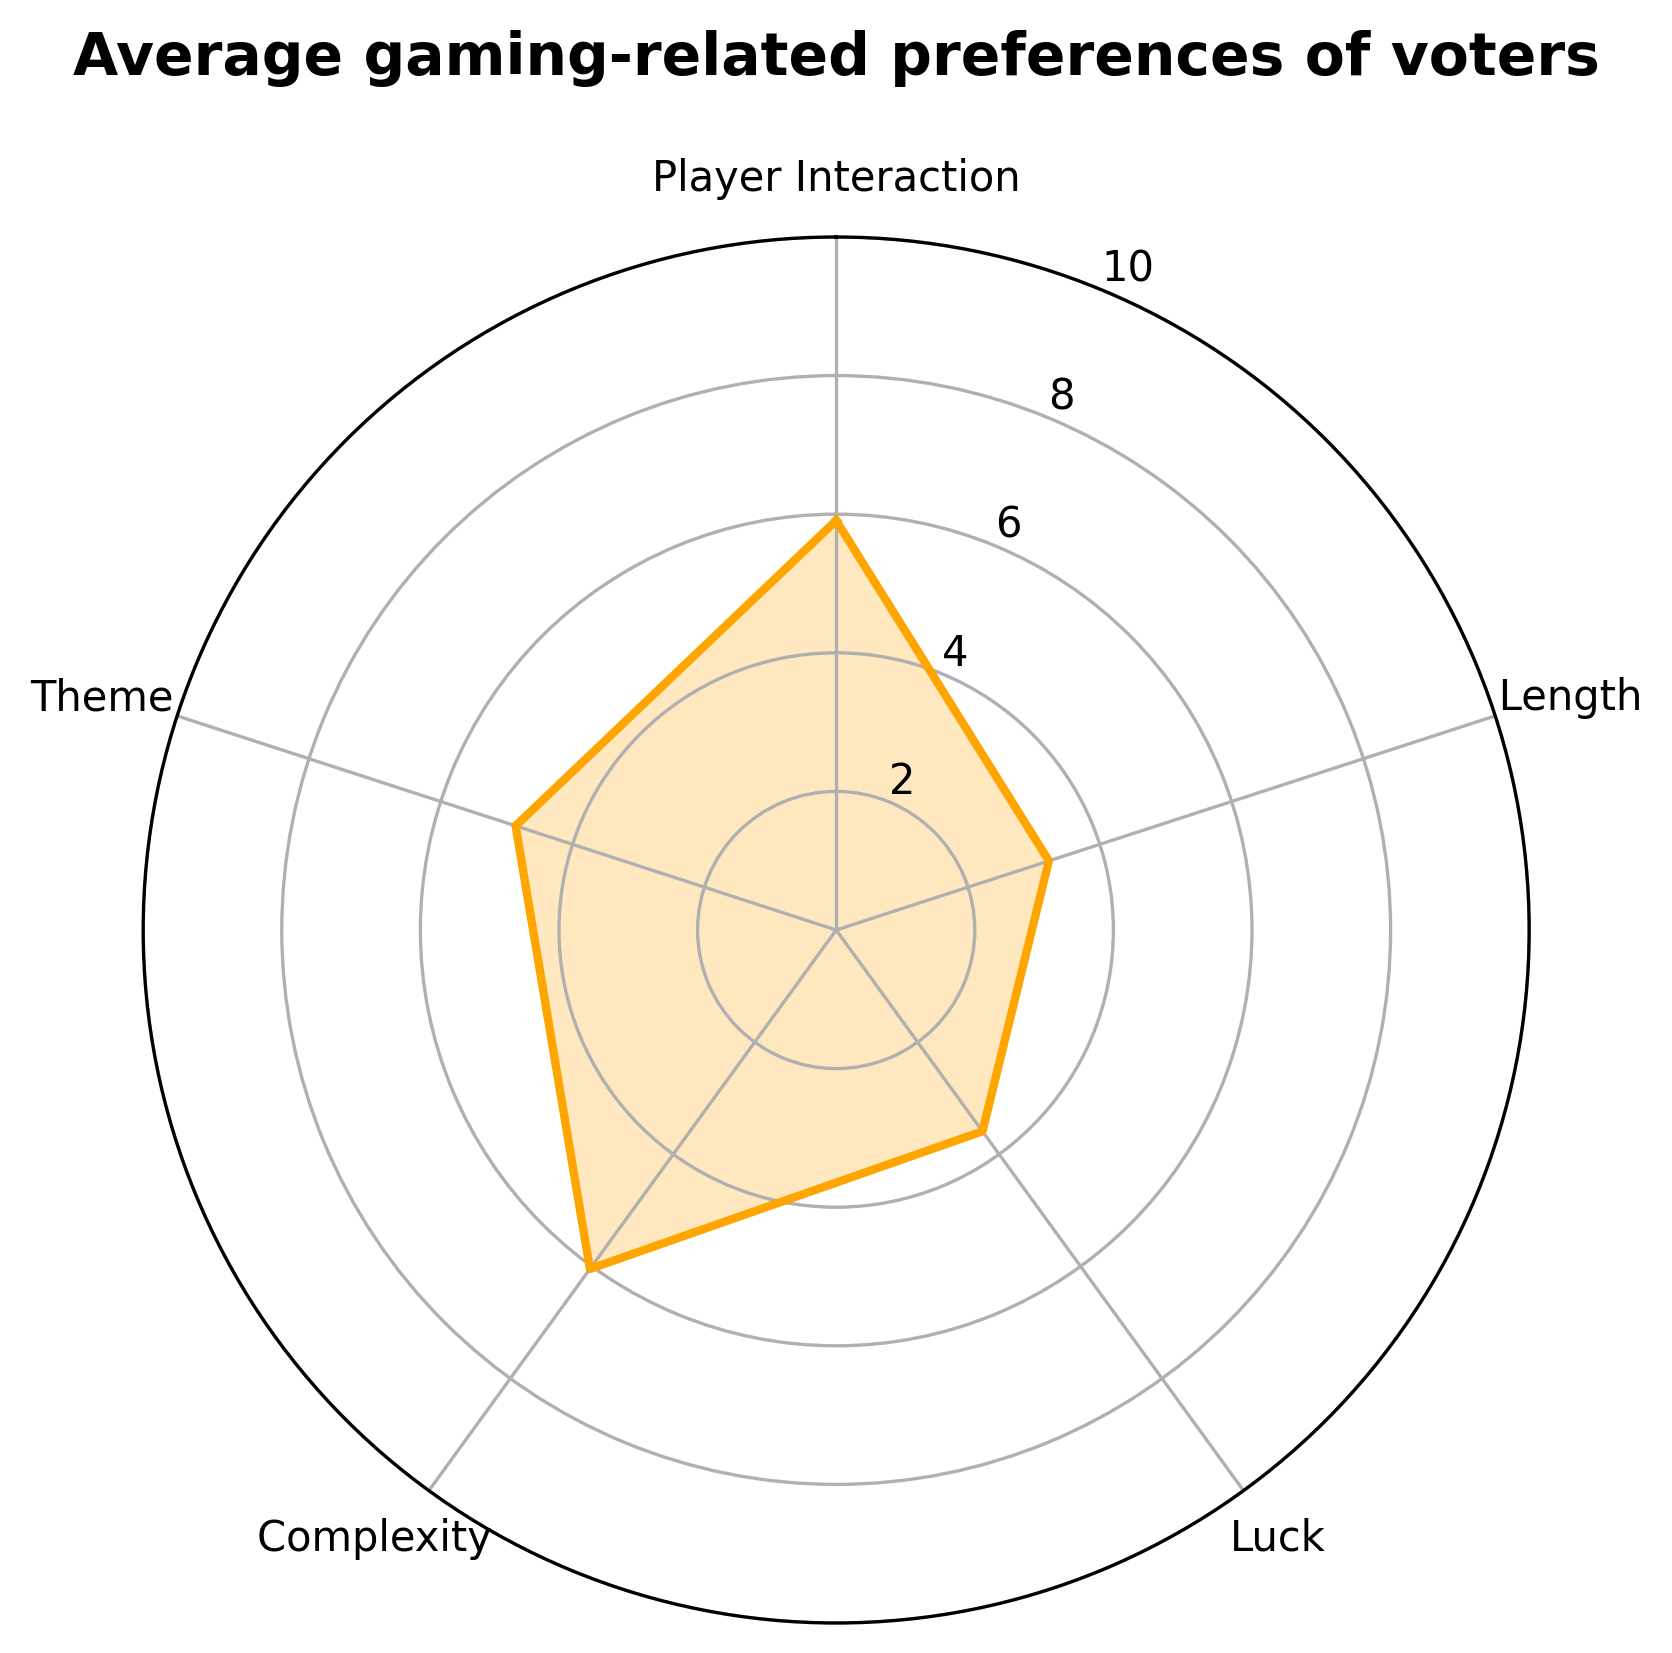 Average gaming-related preferences of voters
Player Interaction
10
8
6
4
2
Theme
Length
Complexity
Luck